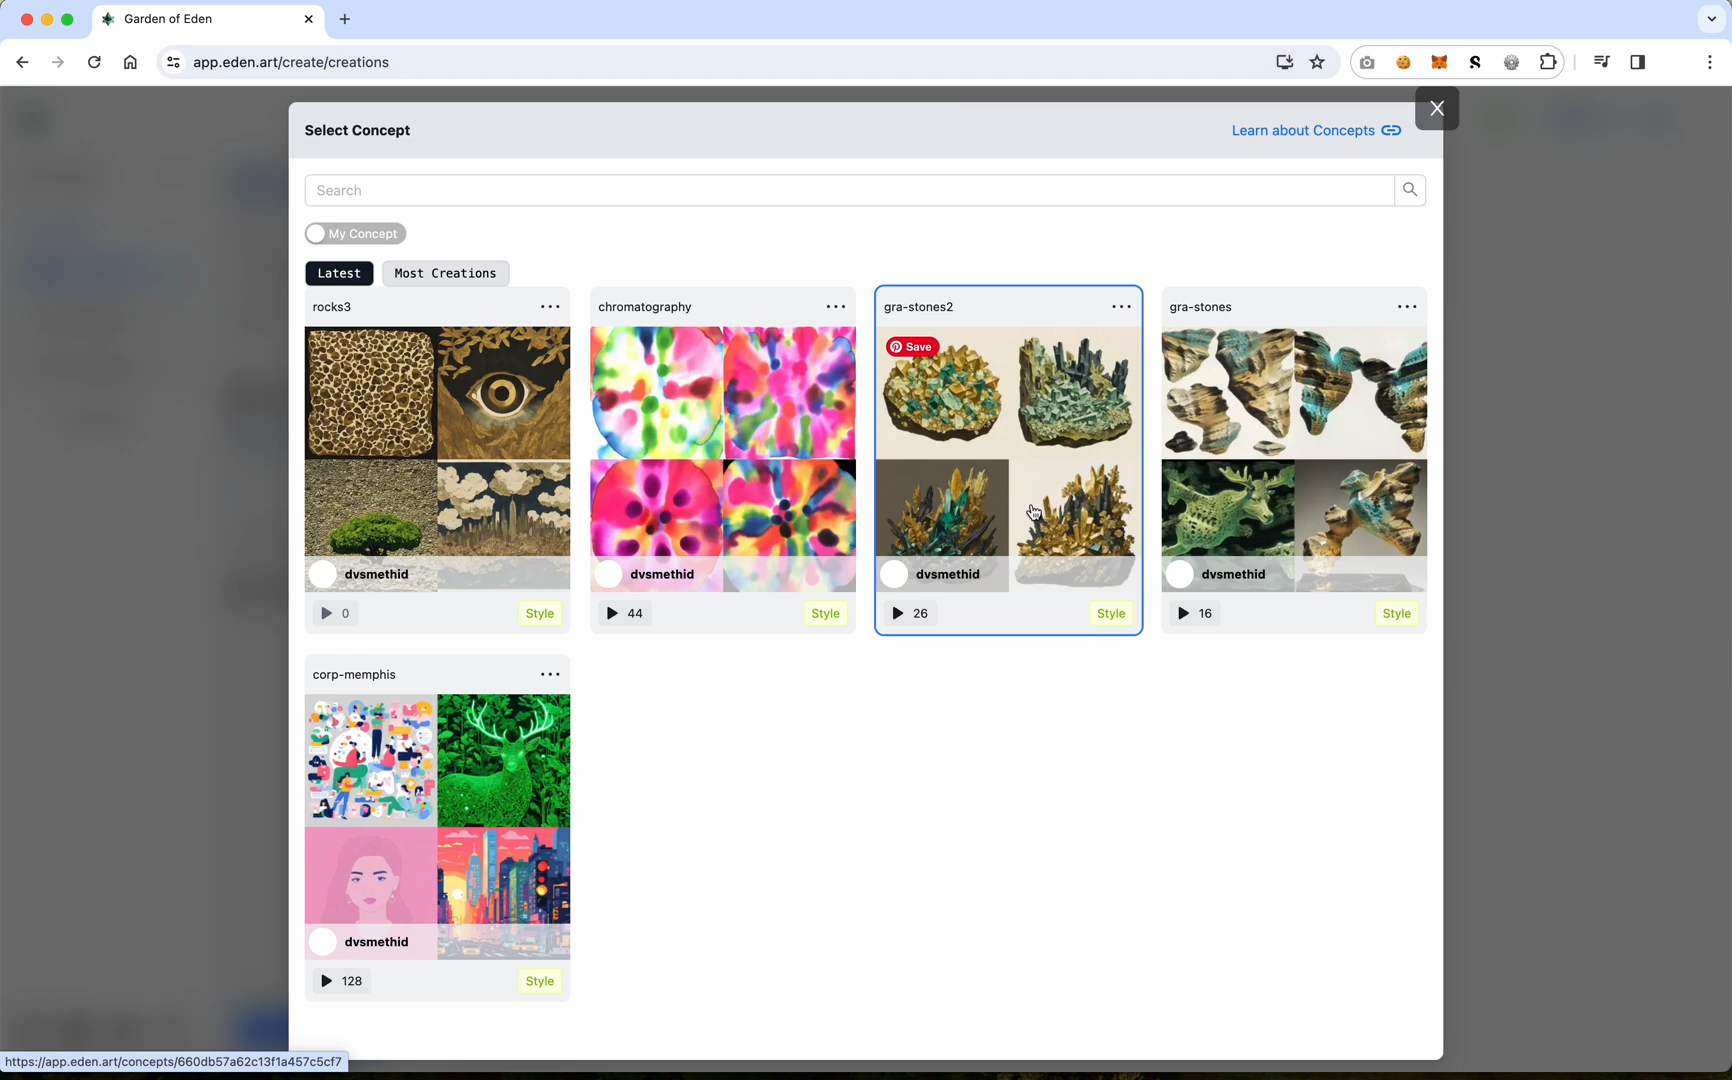 Garden of Eden
app.eden.art/create/creations
Select Concept
Learn about Concepts
Search
My Concept
Latest
Most Creations
rocks3
chromatography
gra-stones2
gra-stones
Save
dvsmethid
dvsmethid
dvsmethid
dvsmethid
0
Style
44
Style
26
Style
16
Style
corp-memphis
dvsmethid
128
Style
https://app.eden.art/concepts/660db57a62c13f1a457c5cf7